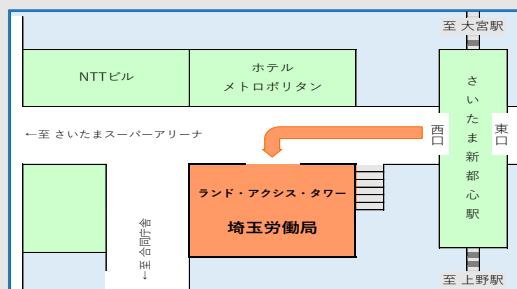 至 大宮駅
NTTビル
ホテル
メトロポリタン
さいたま新都心駅
西口
東口
←至 さいたまスーパーアリーナ
ランド・アクシス・タワー
埼玉労働局
←至 合同庁舎
至 上野駅